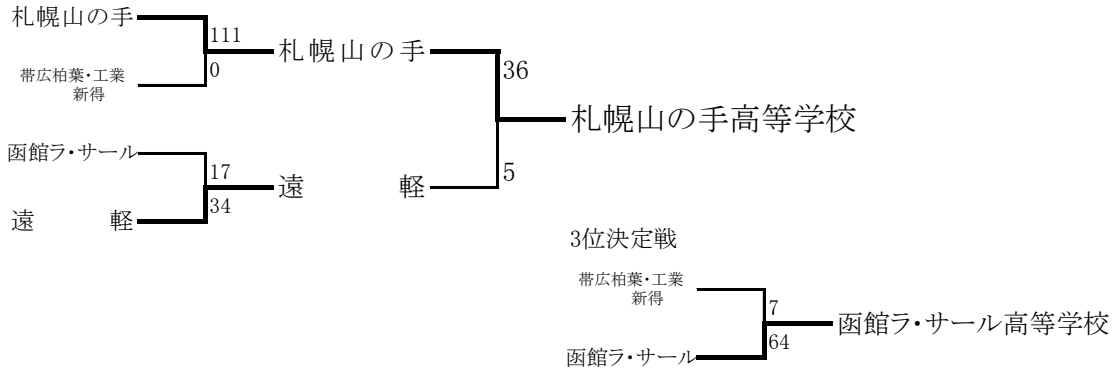 札幌山の手
111
札幌山の手
36
0
帯広柏葉・工業
新得
札幌山の手高等学校
函館ラ・サール
17
遠　　軽
5
34
遠　　軽
3位決定戦
帯広柏葉・工業
新得
7
函館ラ・サール高等学校
64
函館ラ・サール